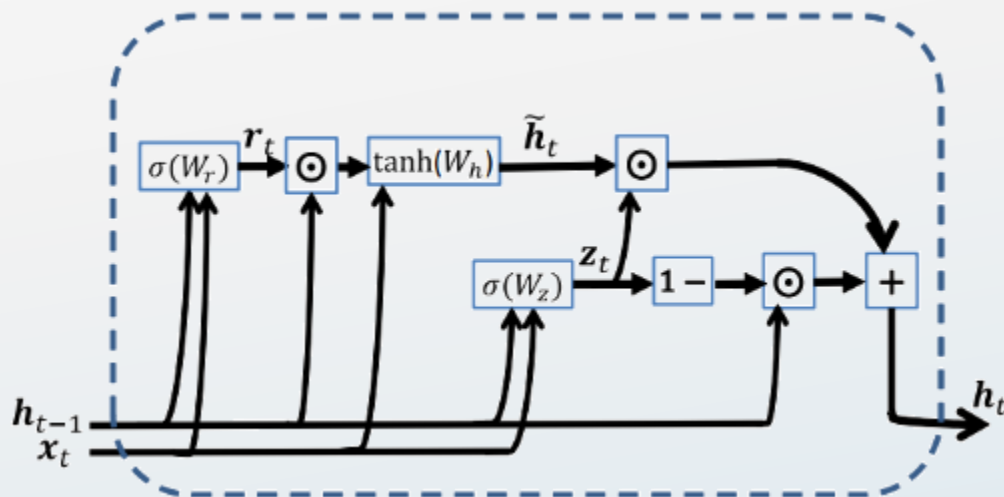 r_t h̃_t
σ(W_r) ⊙ tanh(W_h) ⊙
z_t
σ(W_z) 1 − ⊙ +
h_{t−1} h_t
x_t